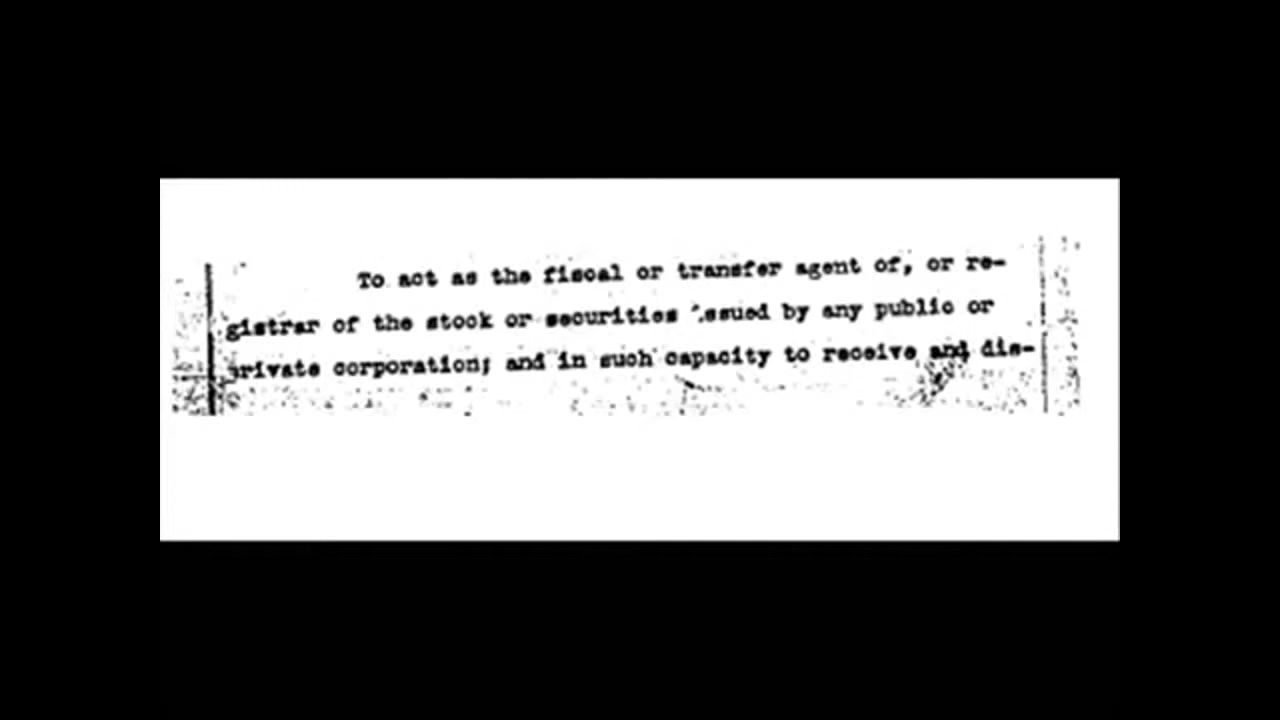 To act as the fiscal or transfer agent of, or re-
gistrar of the stock or securities issued by any public or
private corporation; and in such capacity to receive and dis-